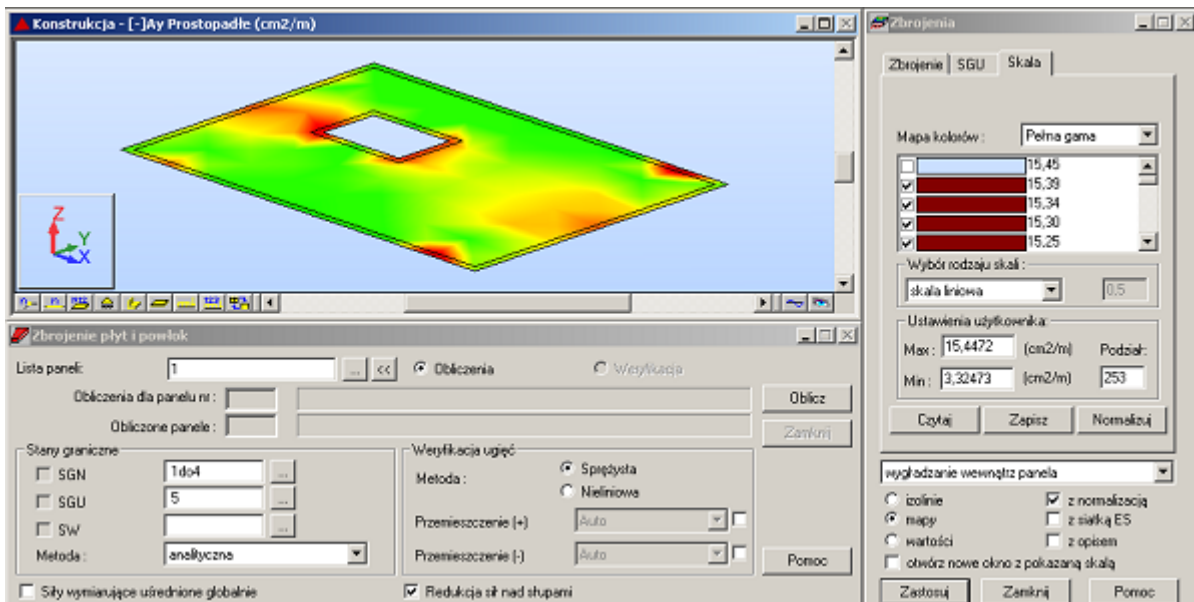 Konstrukcja - [-]Ay Prostopadłe (cm2/m)
Z
Y
X
Zbrojenie płyt i powłok
Lista paneli:
1
...
<<
Obliczenia
Weryfikacja
Obliczenia dla panelu nr :
Oblicz
Obliczone panele :
Zamknij
Stany graniczne
SGN
1do4
...
SGU
5
...
SW
...
Metoda :
analityczna
Weryfikacja ugięć
Metoda :
Sprężysta
Nieliniowa
Przemieszczenie (+)
Auto
Przemieszczenie (-)
Auto
Pomoc
Siły wymiarujące uśrednione globalnie
Redukcja sił nad słupami
Zbrojenia
Zbrojenie
SGU
Skala
Mapa kolorów :
Pełna gama
15,45
15,39
15,34
15,30
15,25
Wybór rodzaju skali :
skala liniowa
0.5
Ustawienia użytkownika:
Max :
15,4472
(cm2/m)
Podział:
Min :
3,32473
(cm2/m)
253
Czytaj
Zapisz
Normalizuj
wygładzanie wewnątrz panela
izolinie
z normalizacją
mapy
z siatką ES
wartości
z opisem
otwórz nowe okno z pokazaną skalą
Zastosuj
Zamknij
Pomoc